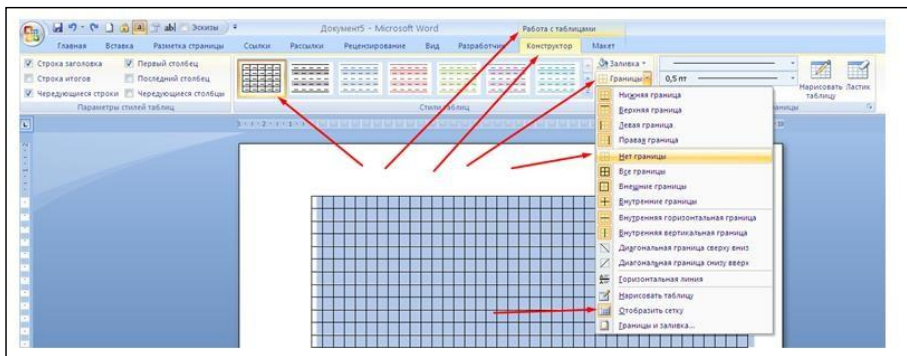 abl Эскизы
Документ5 - Microsoft Word
Работа с таблицами
Главная Вставка Разметка страницы Ссылки Рассылки Рецензирование Вид Разработчик Конструктор Макет
Строка заголовка Первый столбец
Строка итогов Последний столбец
Чередующиеся строки Чередующиеся столбцы
Параметры стилей таблиц
Стили таблиц
Заливка
Границы
0,5 пт
Нарисовать таблицу
Ластик
Нижняя граница
Верхняя граница
Левая граница
Правая граница
Нет границы
Все границы
Внешние границы
Внутренние границы
Внутренняя горизонтальная граница
Внутренняя вертикальная граница
Диагональная граница сверху вниз
Диагональная граница снизу вверх
Горизонтальная линия
Нарисовать таблицу
Отобразить сетку
Границы и заливка...